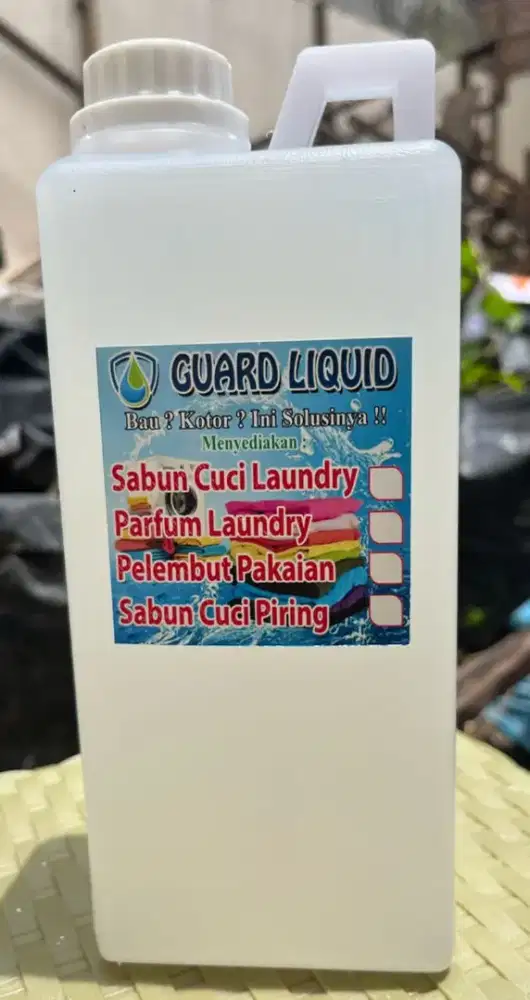 GUARD LIQUID
Bau ? Kotor ? Ini Solusinya !!
Menyediakan :
Sabun Cuci Laundry
Parfum Laundry
Pelembut Pakaian
Sabun Cuci Piring